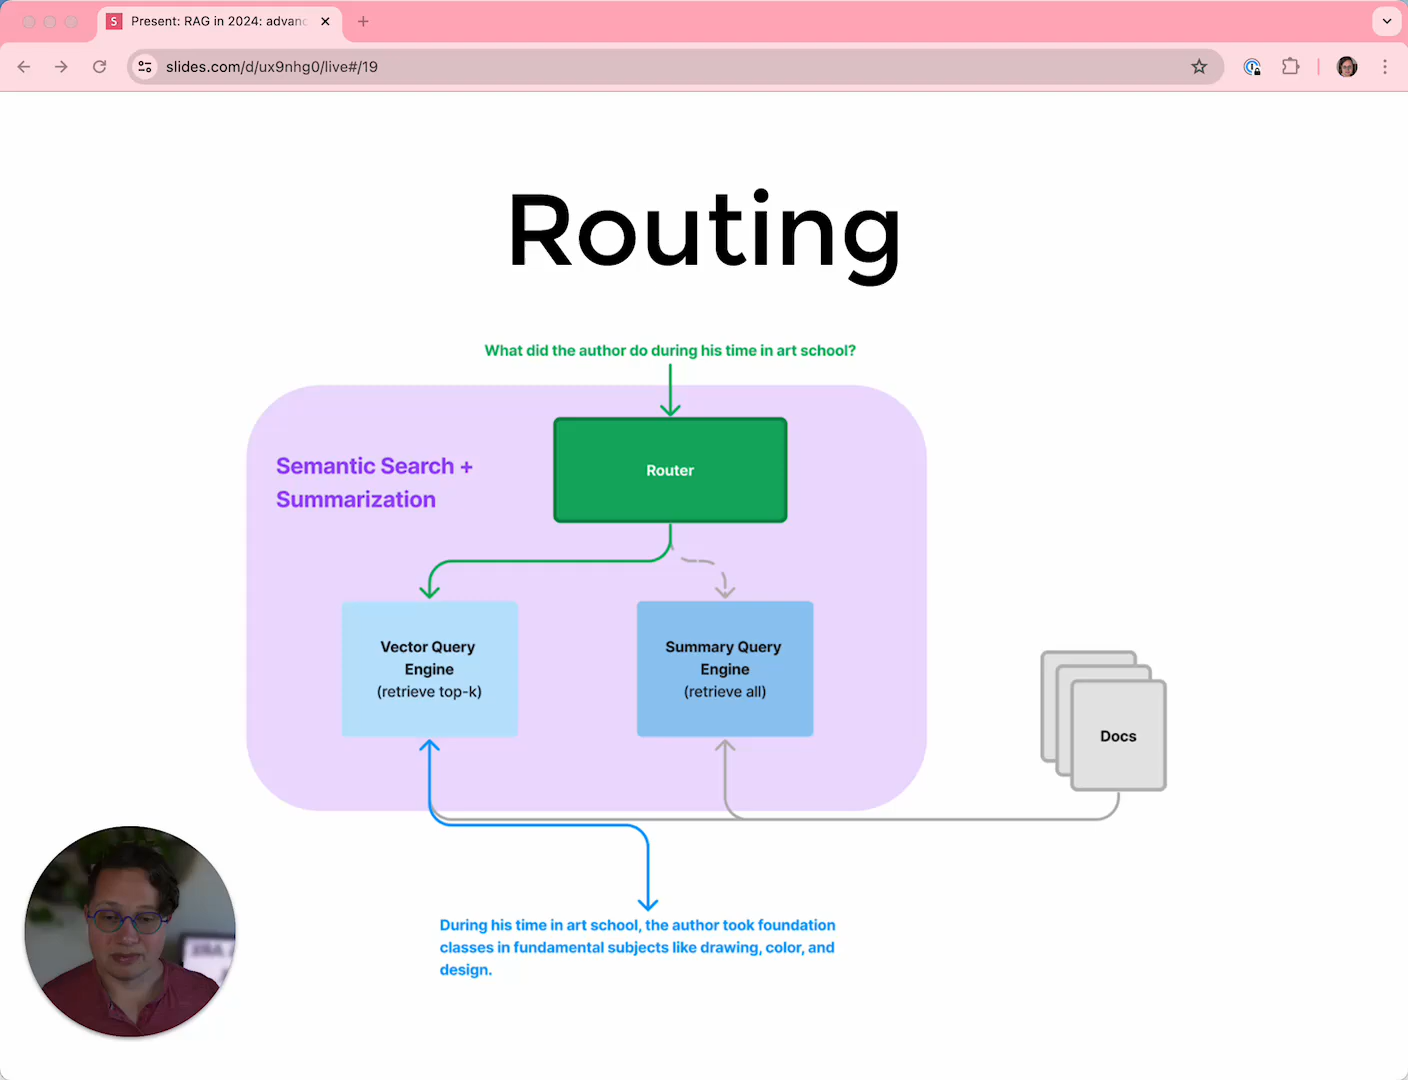 Present: RAG in 2024: advanc
slides.com/d/ux9nhg0/live#/19
Routing
What did the author do during his time in art school?
Semantic Search +
Summarization
Router
Vector Query
Engine
(retrieve top-k)
Summary Query
Engine
(retrieve all)
Docs
During his time in art school, the author took foundation
classes in fundamental subjects like drawing, color, and
design.